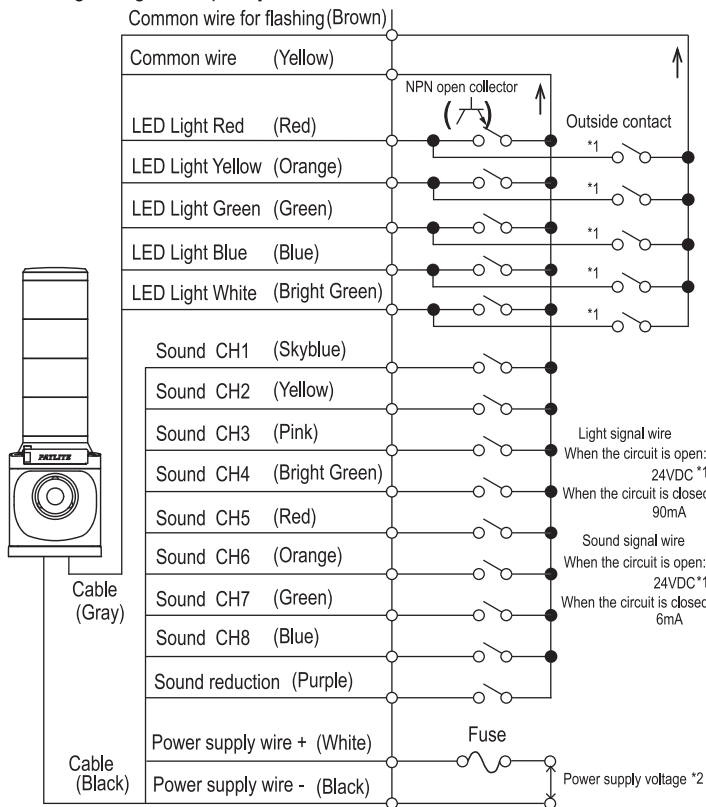 Common wire for flashing (Brown)
Common wire (Yellow)
NPN open collector
( )
Outside contact
LED Light Red (Red)
*1
LED Light Yellow (Orange)
*1
LED Light Green (Green)
*1
LED Light Blue (Blue)
*1
LED Light White (Bright Green)
*1
Sound CH1 (Skyblue)
Sound CH2 (Yellow)
Sound CH3 (Pink)
Sound CH4 (Bright Green)
Sound CH5 (Red)
Sound CH6 (Orange)
Sound CH7 (Green)
Sound CH8 (Blue)
Sound reduction (Purple)
Light signal wire
When the circuit is open:
24VDC *1
When the circuit is closed
90mA
Sound signal wire
When the circuit is open:
24VDC*1
When the circuit is closed
6mA
PATLITE
Cable
(Gray)
Cable
(Black)
Power supply wire + (White)
Fuse
Power supply wire - (Black)
Power supply voltage *2